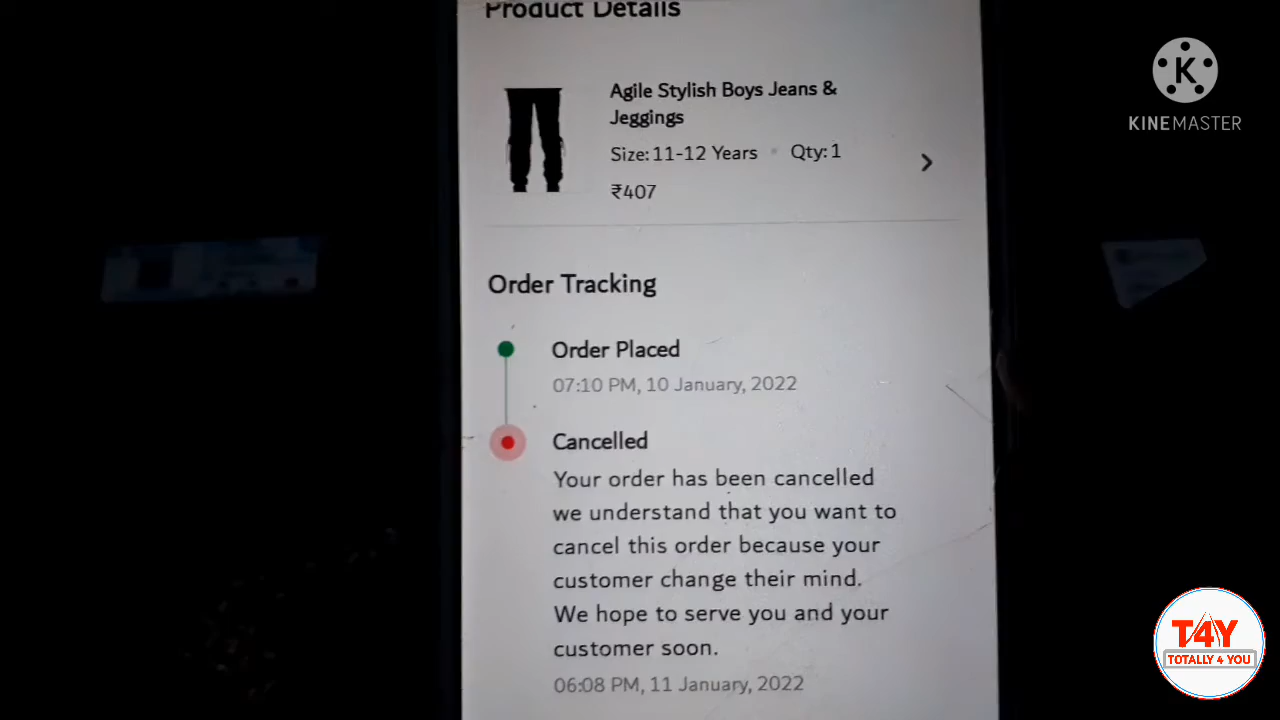 Product Details
Agile Stylish Boys Jeans &
Jeggings
Size: 11-12 Years • Qty: 1
₹407
Order Tracking
Order Placed
07:10 PM, 10 January, 2022
Cancelled
Your order has been cancelled
we understand that you want to
cancel this order because your
customer change their mind.
We hope to serve you and your
customer soon.
06:08 PM, 11 January, 2022
K
KINEMASTER
T4Y
TOTALLY 4 YOU